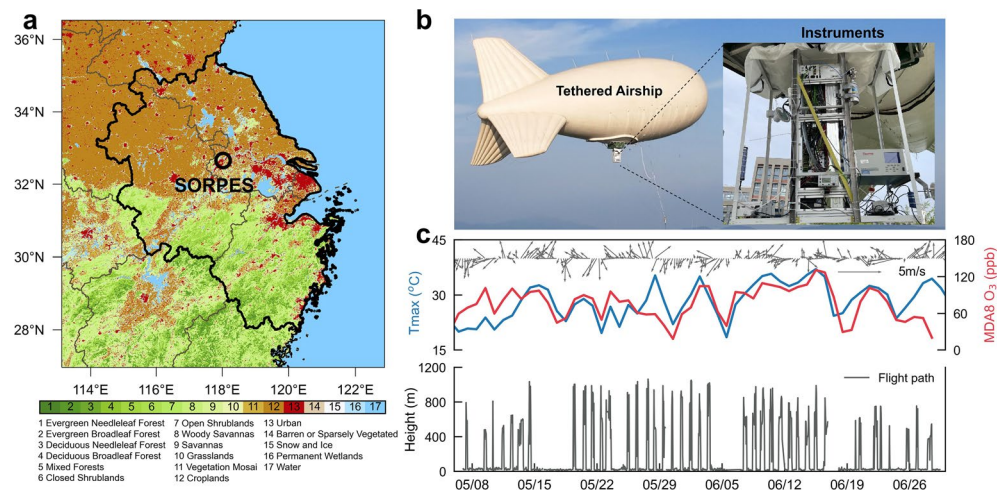 a
36°N
34°N
32°N
30°N
28°N
SORPES
114°E 116°E 118°E 120°E 122°E
1 2 3 4 5 6 7 8 9 10 11 12 13 14 15 16 17
1 Evergreen Needleleaf Forest
2 Evergreen Broadleaf Forest
3 Deciduous Needleleaf Forest
4 Deciduous Broadleaf Forest
5 Mixed Forests
6 Closed Shrublands
7 Open Shrublands
8 Woody Savannas
9 Savannas
10 Grasslands
11 Vegetation Mosai
12 Croplands
13 Urban
14 Barren or Sparsely Vegetated
15 Snow and Ice
16 Permanent Wetlands
17 Water
b
Tethered Airship
Instruments
c
45
30
15
Tmax (°C)
5m/s
180
120
60
0
MDA8 O3 (ppb)
1200
800
400
0
Height (m)
Flight path
05/08 05/15 05/22 05/29 06/05 06/12 06/19 06/29